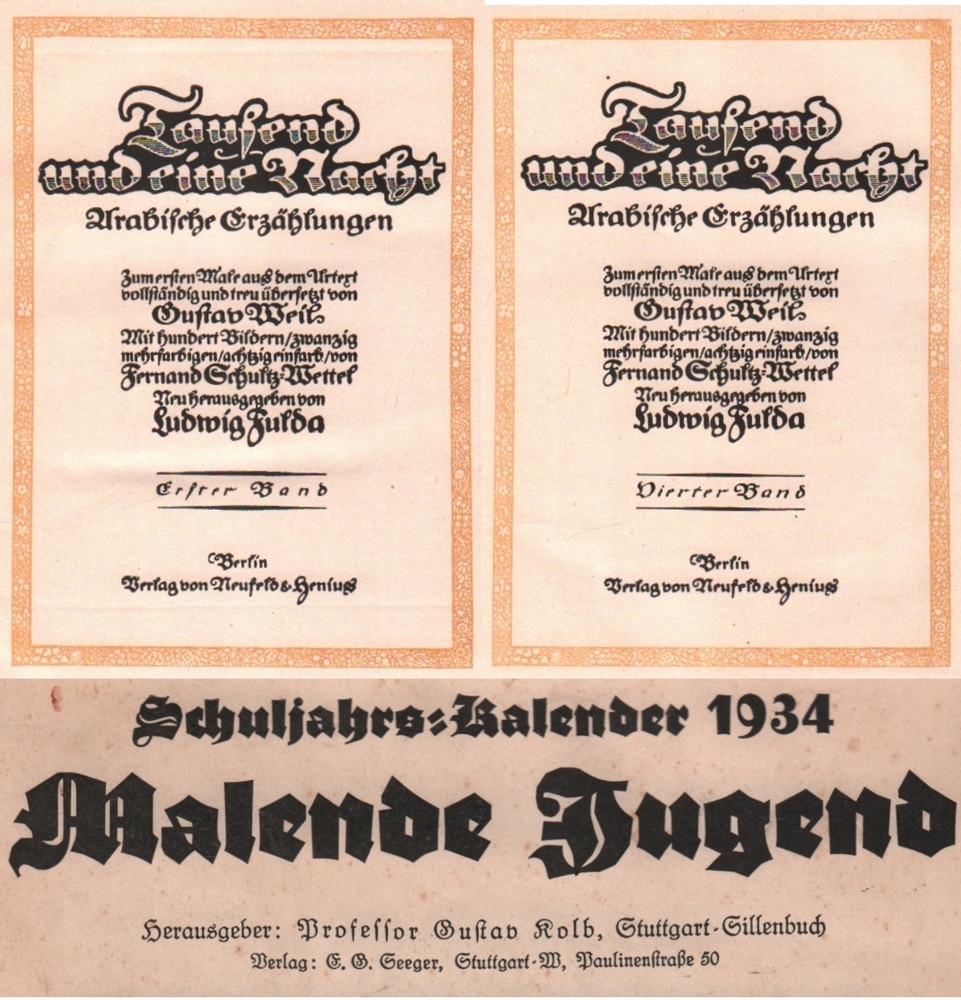 Tausend
und eine Nacht
Arabische Erzählungen
Zum ersten Male aus dem Urtext
vollständig und treu übersetzt von
Gustav Weil
Mit hundert Bildern/zwanzig
mehrfarbigen/achtzig einfarb/von
Fernand Schultz-Wettel
Neu herausgegeben von
Ludwig Fulda
Erster Band
Berlin
Verlag von Neufeld & Henius
Tausend
und eine Nacht
Arabische Erzählungen
Zum ersten Male aus dem Urtext
vollständig und treu übersetzt von
Gustav Weil
Mit hundert Bildern/zwanzig
mehrfarbigen/achtzig einfarb/von
Fernand Schultz-Wettel
Neu herausgegeben von
Ludwig Fulda
Vierter Band
Berlin
Verlag von Neufeld & Henius
Schuljahrs-Kalender 1934
Malende Jugend
Herausgeber: Professor Gustav Kolb, Stuttgart-Sillenbuch
Verlag: E. G. Seeger, Stuttgart-W, Paulinenstraße 50